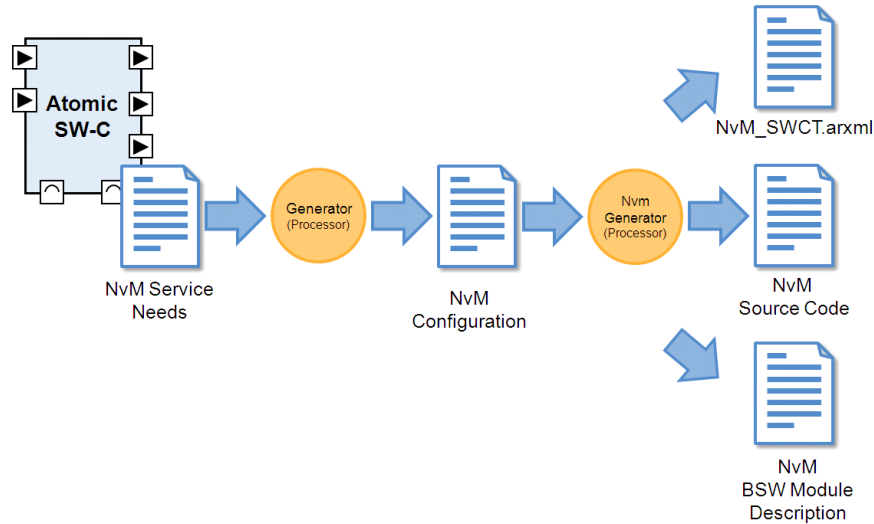 Atomic
SW-C
NvM Service
Needs
Generator
(Processor)
NvM
Configuration
Nvm
Generator
(Processor)
NvM_SWCT.arxml
NvM
Source Code
NvM
BSW Module
Description